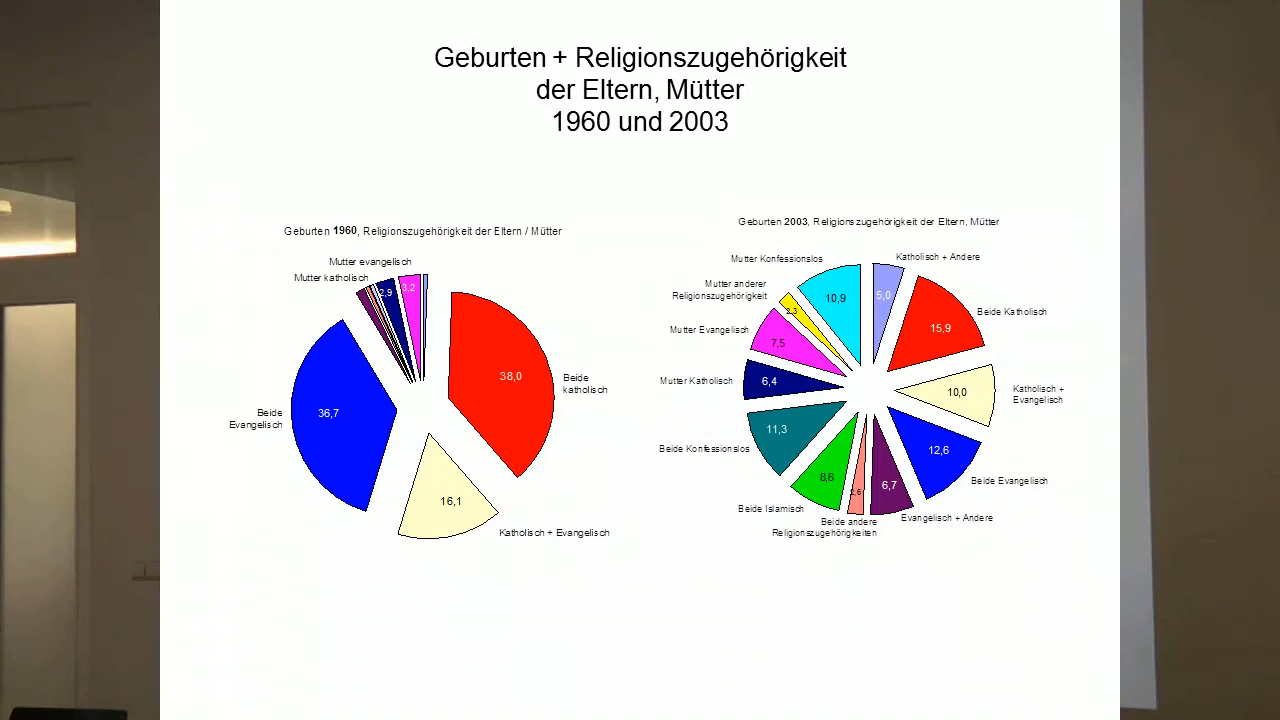 Geburten + Religionszugehörigkeit
der Eltern, Mütter
1960 und 2003
Geburten 1960, Religionszugehörigkeit der Eltern / Mütter
Mutter evangelisch
Mutter katholisch
2,9
3,2
38,0
Beide
katholisch
36,7
Beide
Evangelisch
16,1
Katholisch + Evangelisch
Geburten 2003, Religionszugehörigkeit der Eltern, Mütter
Mutter Konfessionslos
Katholisch + Andere
Mutter anderer
Religionszugehörigkeit
10,9
5,0
2,3
Beide Katholisch
15,9
Mutter Evangelisch
7,5
Mutter Katholisch
6,4
10,0
Katholisch +
Evangelisch
11,3
Beide Konfessionslos
12,6
Beide Evangelisch
8,6
6,7
Beide Islamisch
Beide andere
Religionszugehörigkeiten
Evangelisch + Andere